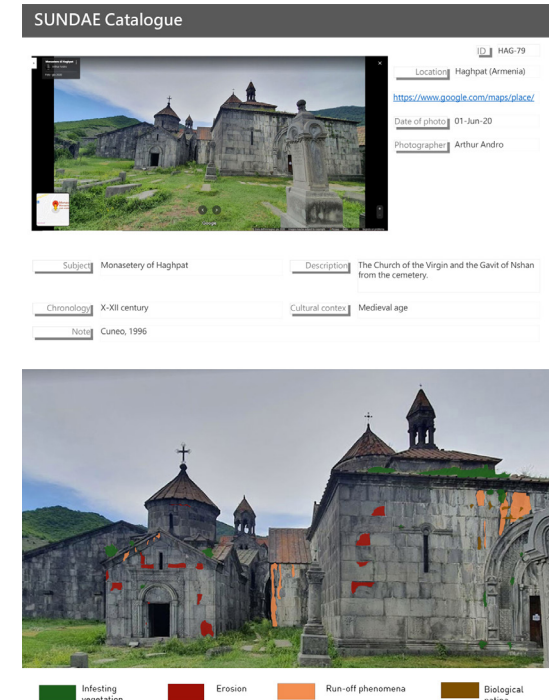 SUNDAE Catalogue
ID HAG-79
Location Haghpat (Armenia)
https://www.google.com/maps/place/
Date of photo 01-Jun-20
Photographer Arthur Andro
Subject Monasetery of Haghpat
Description The Church of the Virgin and the Gavit of Nshan
from the cemetery.
Chronology X-XII century
Cultural contex Medieval age
Note Cuneo, 1996
Infesting
vegetation
Erosion
Run-off phenomena
Biological
patina